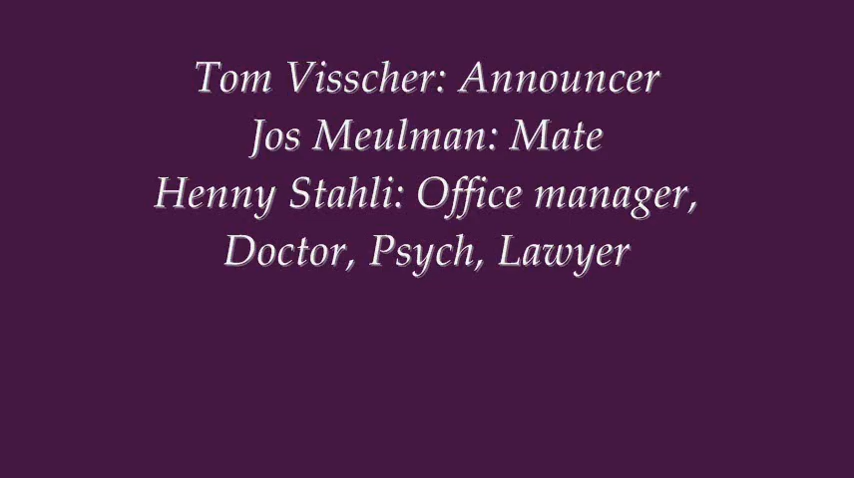 Tom Visscher: Announcer
Jos Meulman: Mate
Henny Stahli: Office manager,
Doctor, Psych, Lawyer